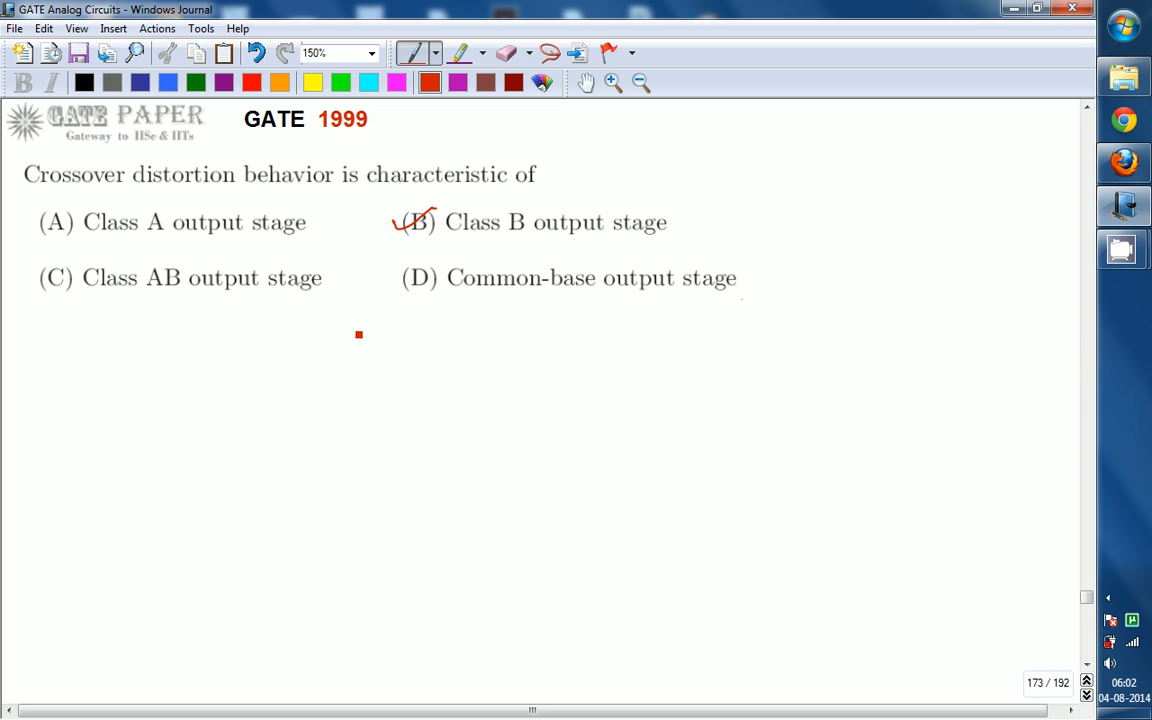 GATE Analog Circuits - Windows Journal
File Edit View Insert Actions Tools Help
150%
B I
GATE PAPER
Gateway to IISc & IITs
GATE 1999
Crossover distortion behavior is characteristic of
(A) Class A output stage (B) Class B output stage
(C) Class AB output stage (D) Common-base output stage
173 / 192
06:02
04-08-2014